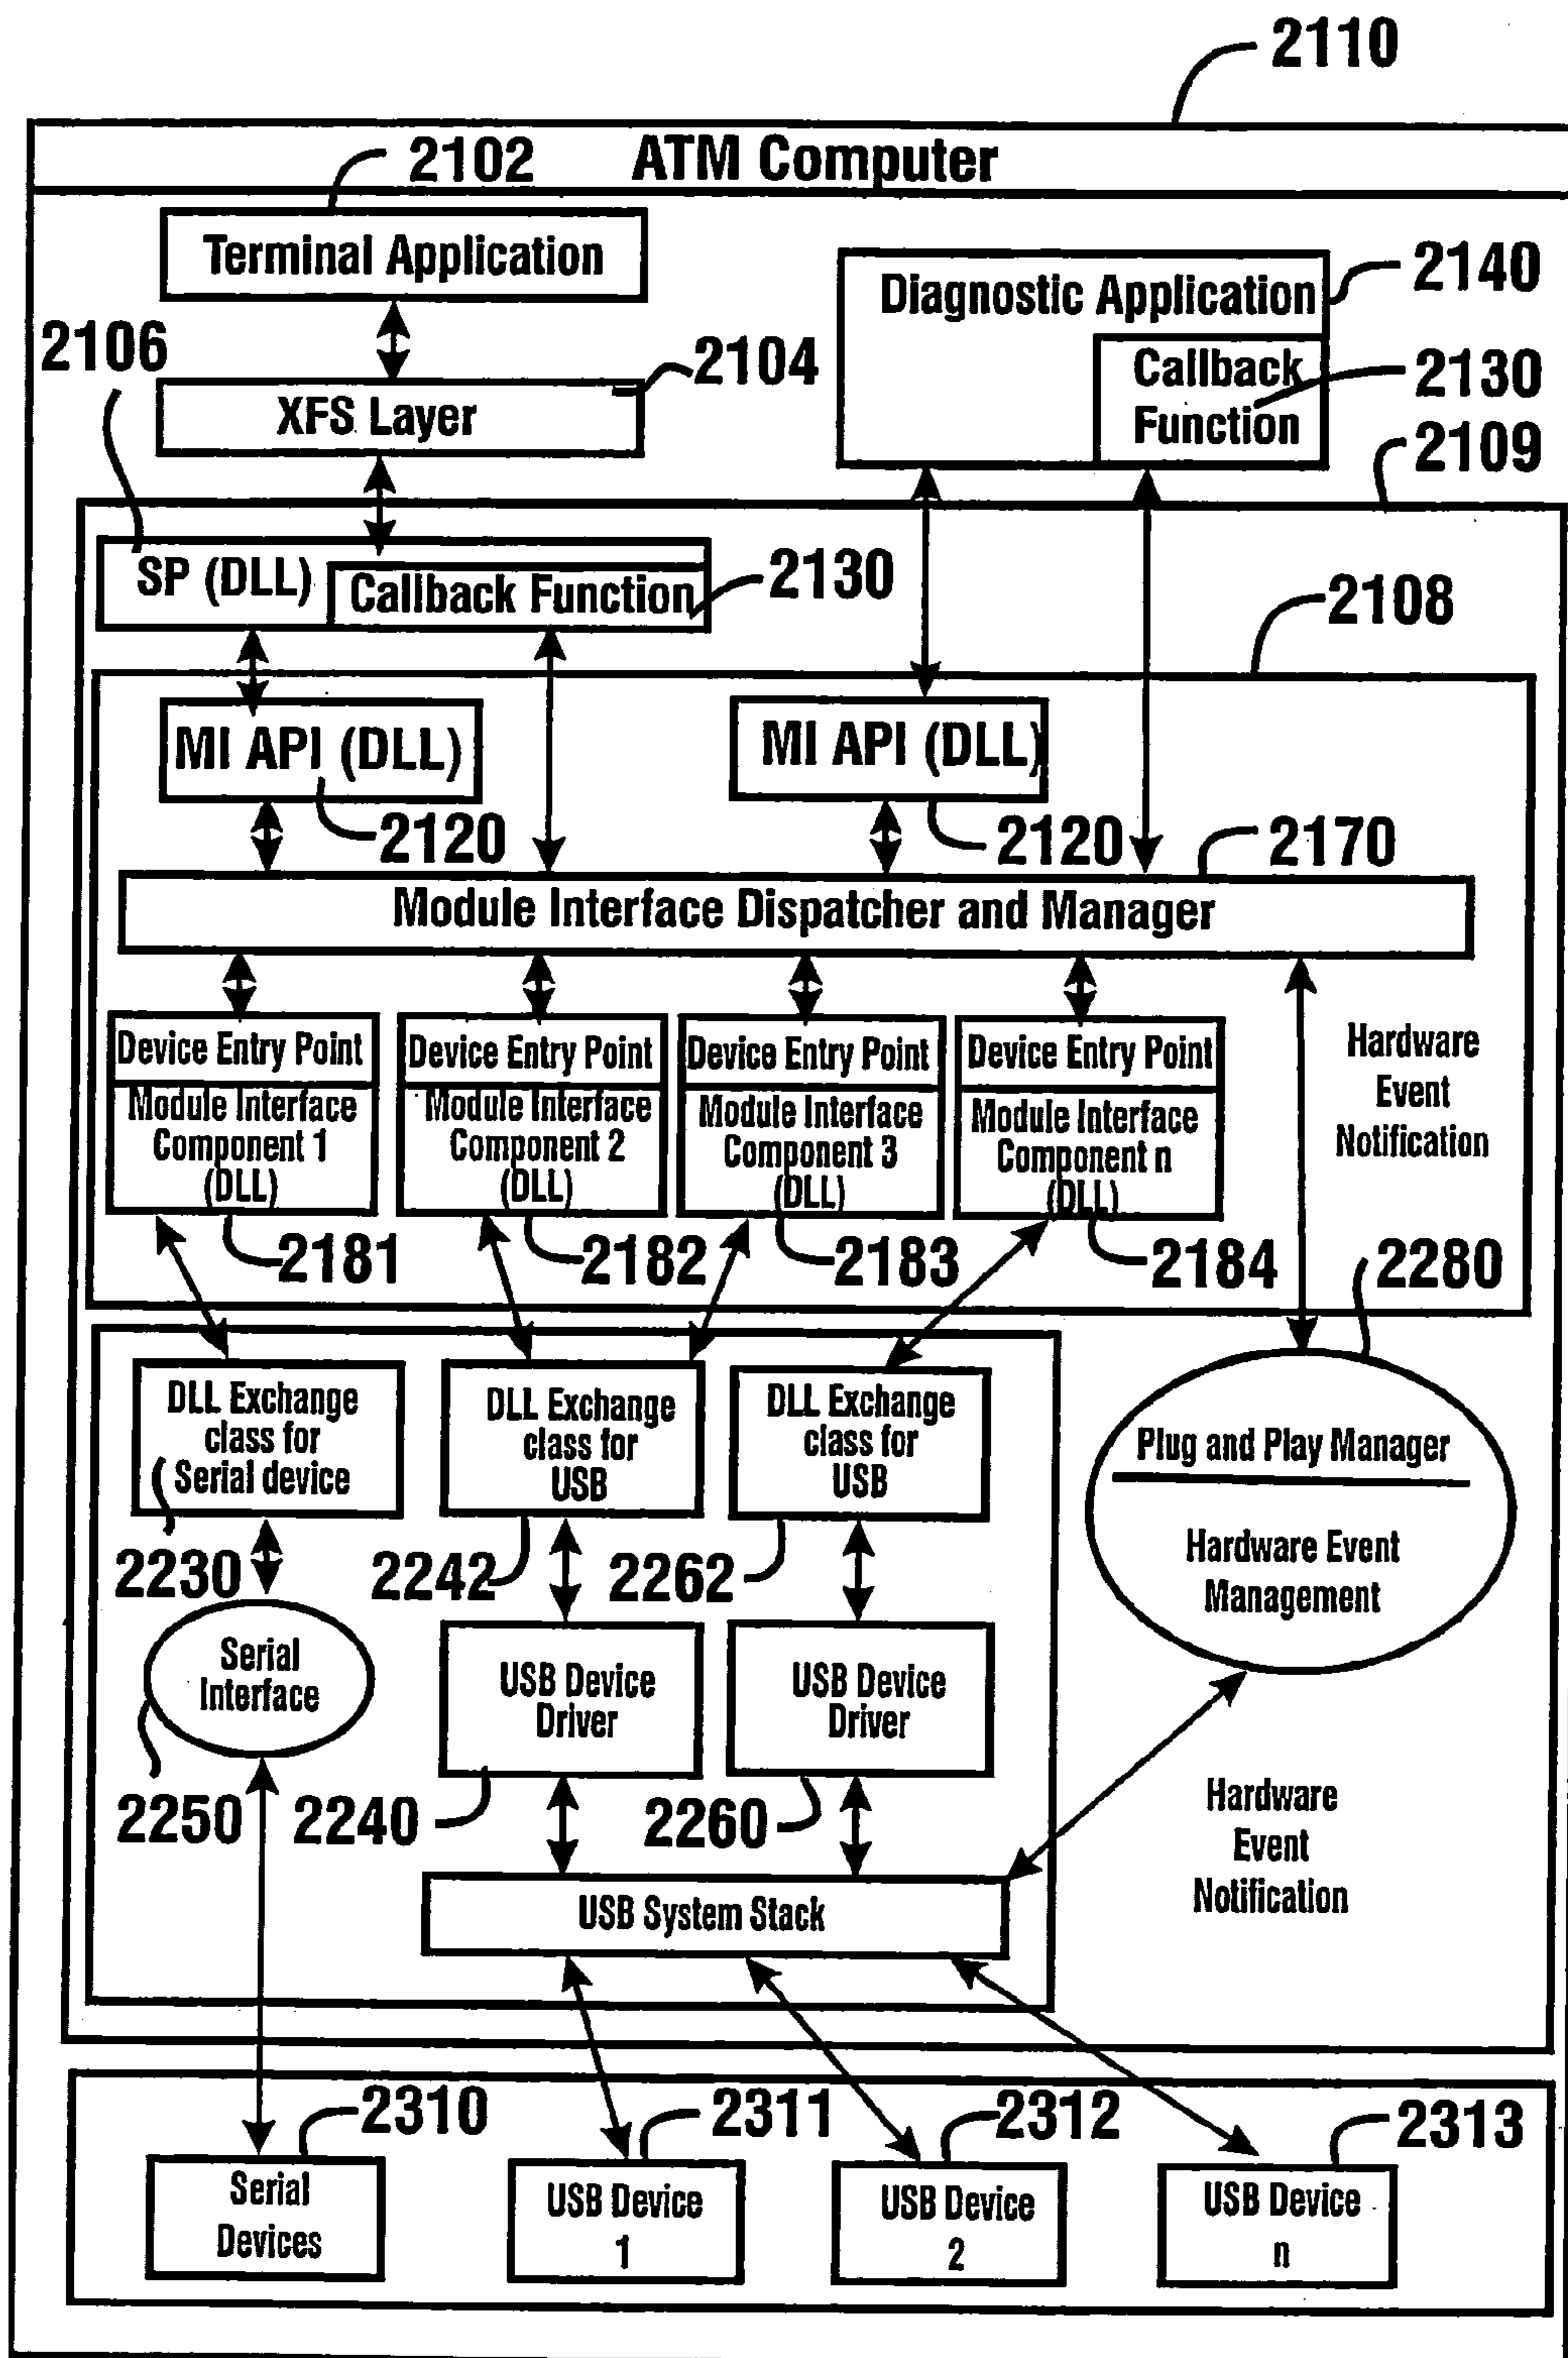 2110
ATM Computer
2102
Terminal Application
2140
Diagnostic Application
2106
2104
Callback
Function
2130
XFS Layer
2109
SP (DLL)
Callback Function
2130
2108
MI API (DLL)
MI API (DLL)
2120
2120
2170
Module Interface Dispatcher and Manager
Device Entry Point
Module Interface
Component 1
(DLL)
Device Entry Point
Module Interface
Component 2
(DLL)
Device Entry Point
Module Interface
Component 3
(DLL)
Device Entry Point
Module Interface
Component n
(DLL)
Hardware
Event
Notification
2181
2182
2183
2184
2280
DLL Exchange
class for
Serial device
DLL Exchange
class for
USB
DLL Exchange
class for
USB
Plug and Play Manager
Hardware Event
Management
2230
2242
2262
Serial
Interface
USB Device
Driver
USB Device
Driver
2250
2240
2260
Hardware
Event
Notification
USB System Stack
2310
2311
2312
2313
Serial
Devices
USB Device
1
USB Device
2
USB Device
n